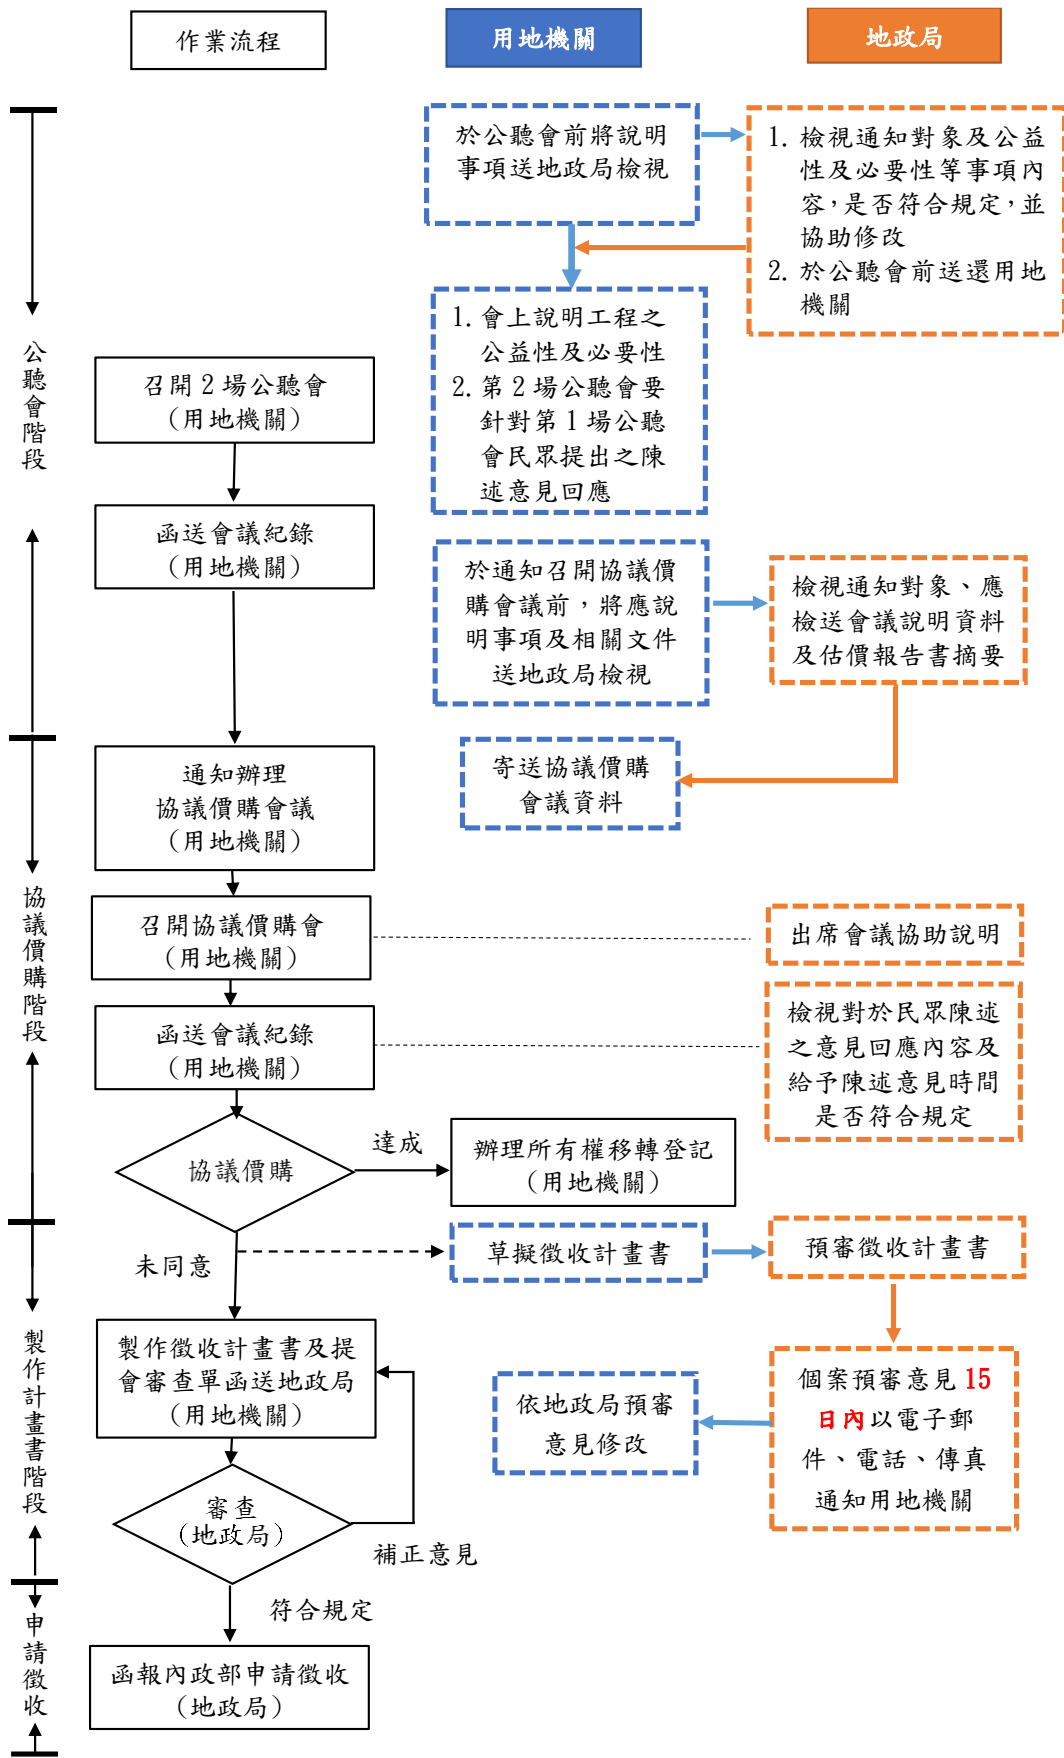 作業流程
用地機關
地政局
於公聽會前將說明
事項送地政局檢視
1. 檢視通知對象及公益
性及必要性等事項內
容,是否符合規定,並
協助修改
2. 於公聽會前送還用地
機關
公聽會階段
召開 2 場公聽會
(用地機關)
1. 會上說明工程之
公益性及必要性
2. 第 2 場公聽會要
針對第 1 場公聽
會民眾提出之陳
述意見回應
函送會議紀錄
(用地機關)
於通知召開協議價
購會議前,將應說
明事項及相關文件
送地政局檢視
檢視通知對象、應
檢送會議說明資料
及估價報告書摘要
通知辦理
協議價購會議
(用地機關)
寄送協議價購
會議資料
協議價購階段
召開協議價購會
(用地機關)
出席會議協助說明
函送會議紀錄
(用地機關)
檢視對於民眾陳述
之意見回應內容及
給予陳述意見時間
是否符合規定
協議價購
達成
辦理所有權移轉登記
(用地機關)
未同意
草擬徵收計畫書
預審徵收計畫書
製作計畫書階段
製作徵收計畫書及提
會審查單函送地政局
(用地機關)
依地政局預審
意見修改
個案預審意見 15
日內以電子郵
件、電話、傳真
通知用地機關
審查
(地政局)
補正意見
符合規定
申請徵收
函報內政部申請徵收
(地政局)